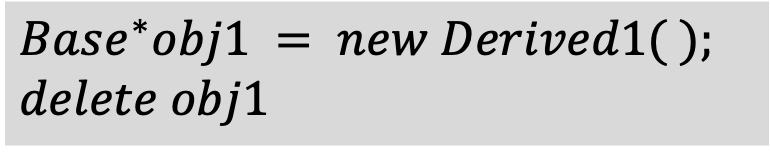 Base*obj1 = new Derived1( );
delete obj1